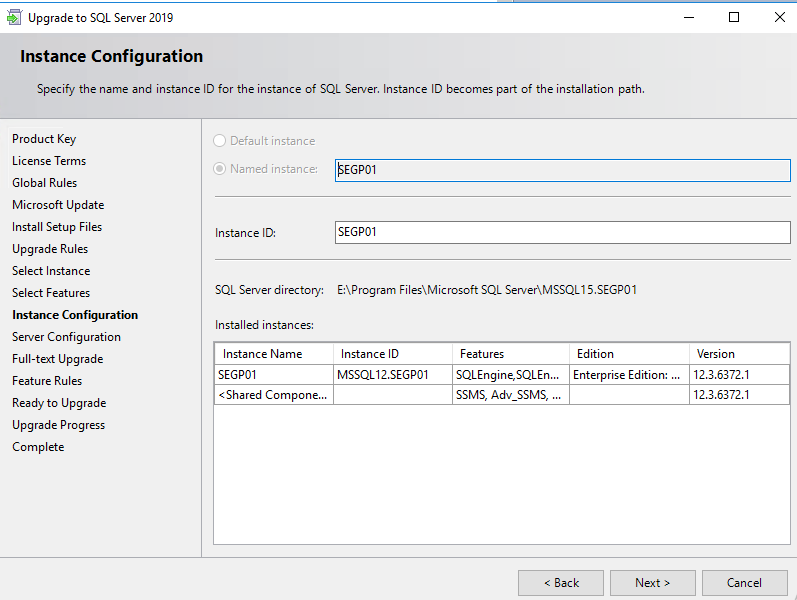 Upgrade to SQL Server 2019
Instance Configuration
Specify the name and instance ID for the instance of SQL Server. Instance ID becomes part of the installation path.
Product Key
License Terms
Global Rules
Microsoft Update
Install Setup Files
Upgrade Rules
Select Instance
Select Features
Instance Configuration
Server Configuration
Full-text Upgrade
Feature Rules
Ready to Upgrade
Upgrade Progress
Complete
Default instance
Named instance: SEGP01
Instance ID: SEGP01
SQL Server directory: E:\Program Files\Microsoft SQL Server\MSSQL15.SEGP01
Installed instances:
Instance Name Instance ID Features Edition Version
SEGP01 MSSQL12.SEGP01 SQLEngine,SQLEn... Enterprise Edition: ... 12.3.6372.1
<Shared Compone... SSMS, Adv_SSMS, ... 12.3.6372.1
< Back Next > Cancel